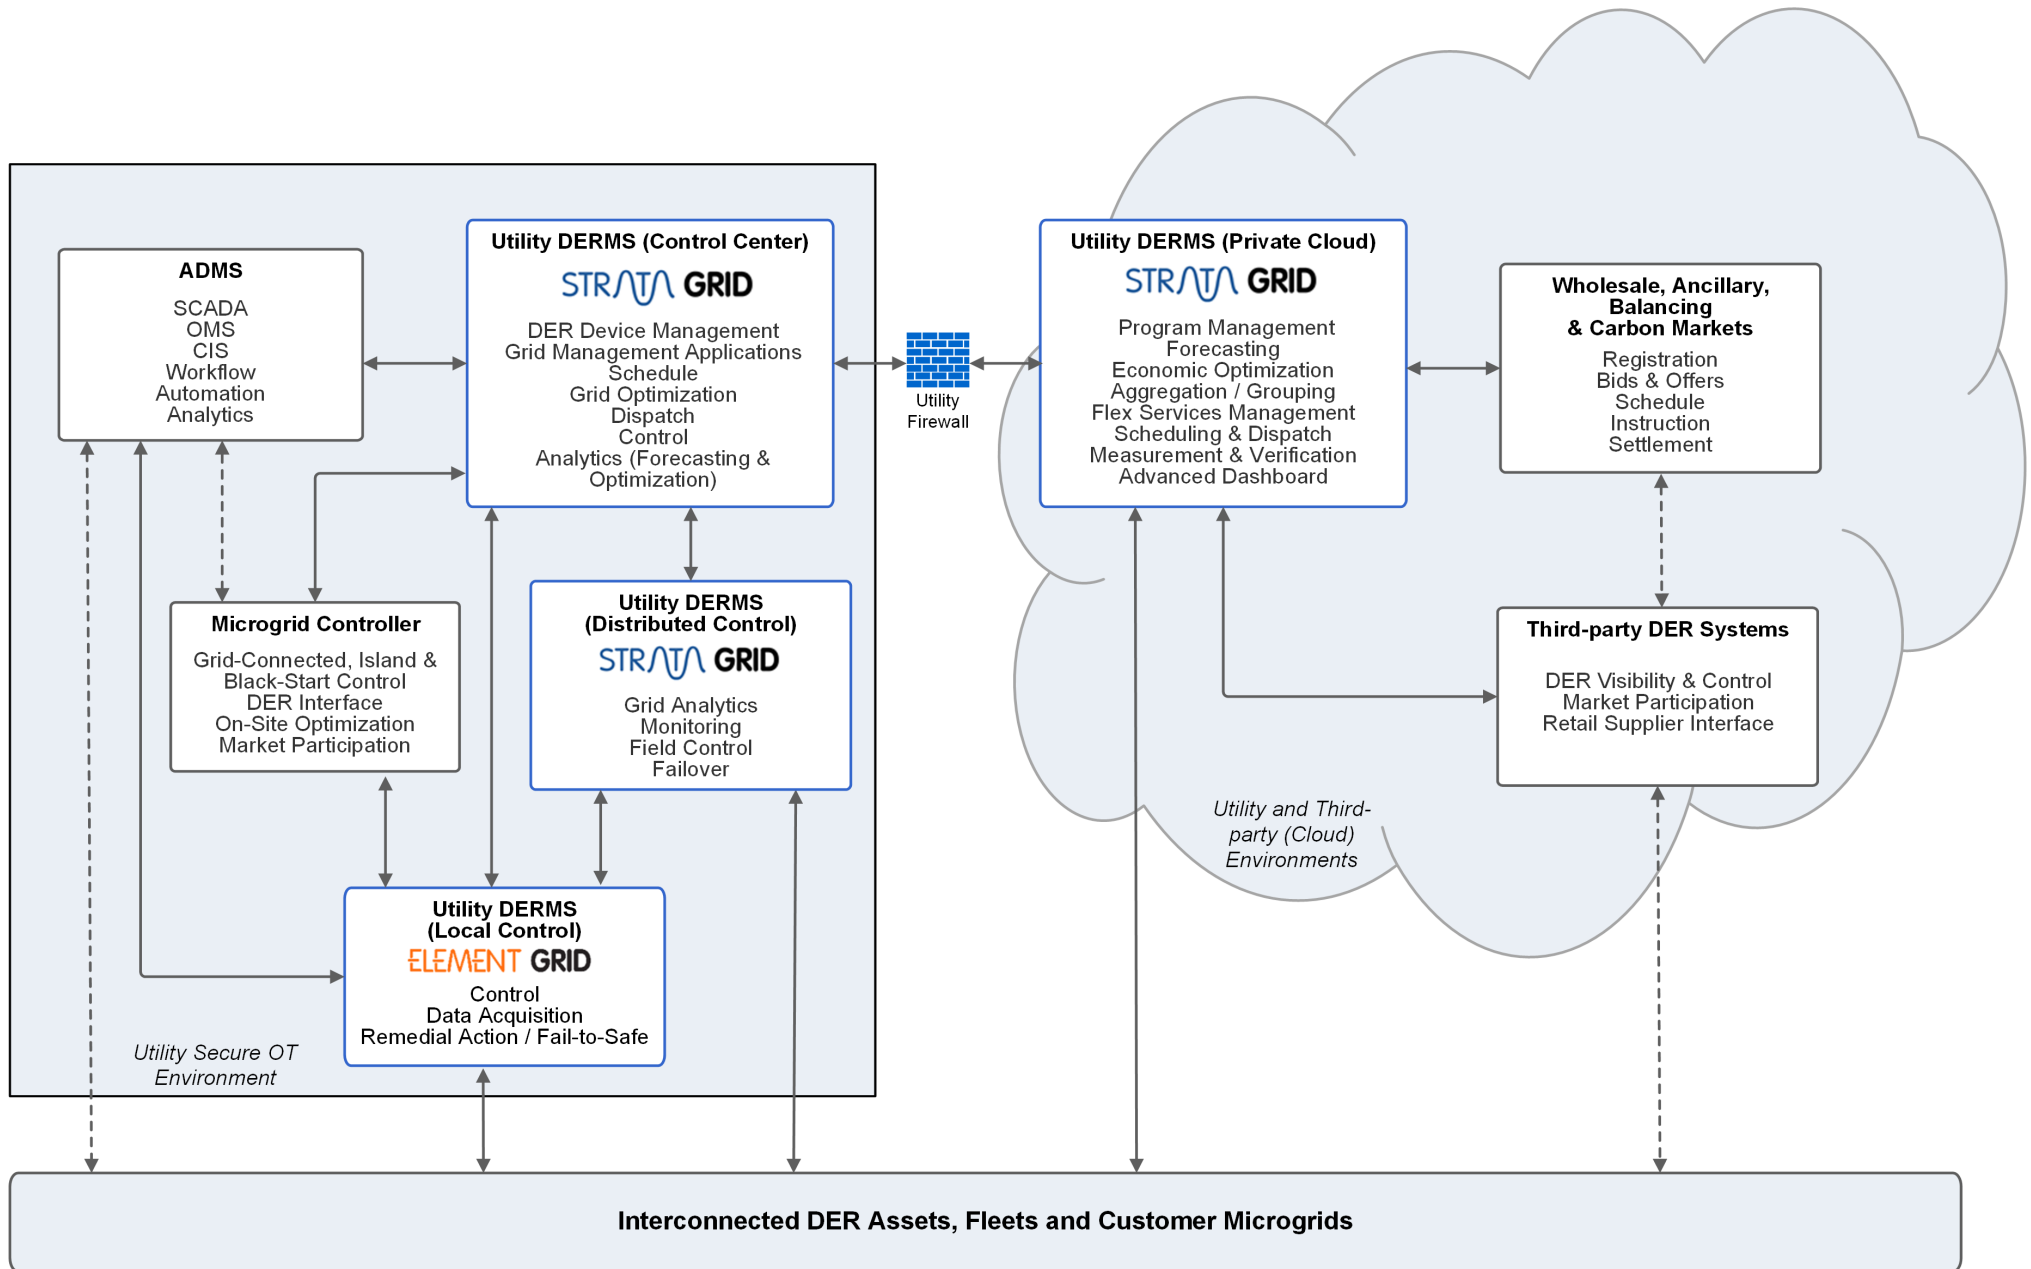 ADMS
SCADA
OMS
CIS
Workflow
Automation
Analytics
Utility DERMS (Control Center)
STRATA GRID
DER Device Management
Grid Management Applications
Schedule
Grid Optimization
Dispatch
Control
Analytics (Forecasting &
Optimization)
Utility
Firewall
Utility DERMS (Private Cloud)
STRATA GRID
Program Management
Forecasting
Economic Optimization
Aggregation / Grouping
Flex Services Management
Scheduling & Dispatch
Measurement & Verification
Advanced Dashboard
Wholesale, Ancillary,
Balancing
& Carbon Markets
Registration
Bids & Offers
Schedule
Instruction
Settlement
Microgrid Controller
Grid-Connected, Island &
Black-Start Control
DER Interface
On-Site Optimization
Market Participation
Utility DERMS
(Distributed Control)
STRATA GRID
Grid Analytics
Monitoring
Field Control
Failover
Third-party DER Systems
DER Visibility & Control
Market Participation
Retail Supplier Interface
Utility and Third-
party (Cloud)
Environments
Utility DERMS
(Local Control)
ELEMENT GRID
Control
Data Acquisition
Remedial Action / Fail-to-Safe
Utility Secure OT
Environment
Interconnected DER Assets, Fleets and Customer Microgrids